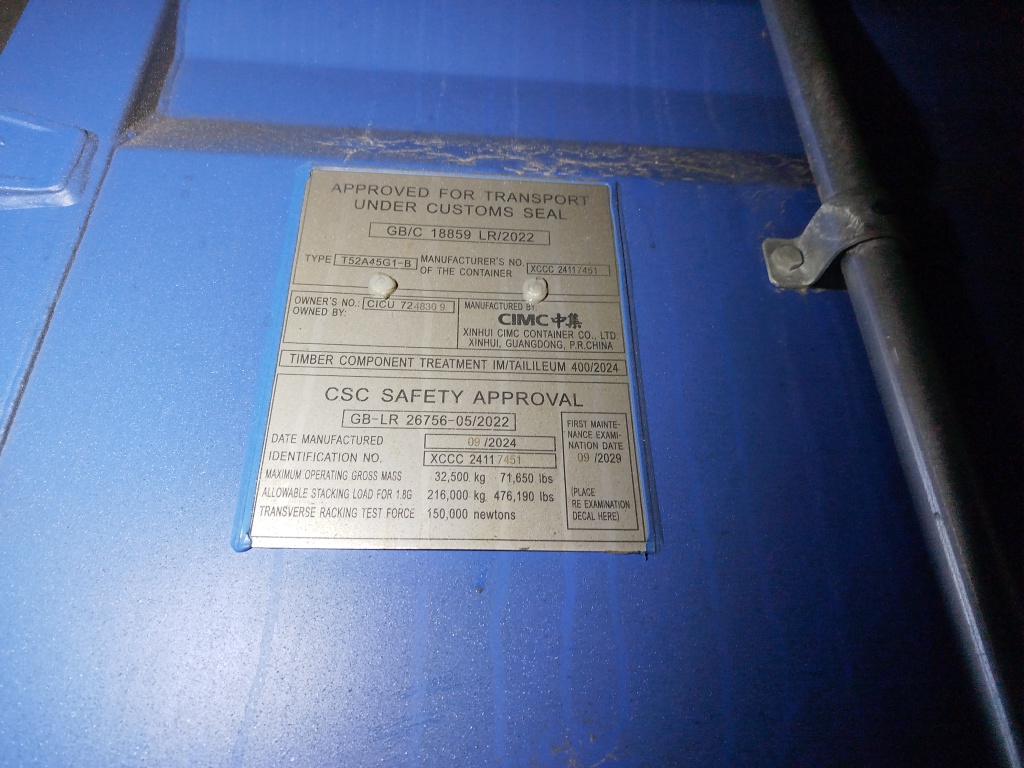 APPROVED FOR TRANSPORT
UNDER CUSTOMS SEAL
GB/C 18859 LR/2022
TYPE T52A45G1-B
MANUFACTURER'S NO.
OF THE CONTAINER
XCCC 24117451
OWNER'S NO.: CICU 724830 9
OWNED BY:
MANUFACTURED BY:
CIMC中集
XINHUI CIMC CONTAINER CO., LTD
XINHUI, GUANGDONG, P.R.CHINA
TIMBER COMPONENT TREATMENT IM/TAILILEUM 400/2024
CSC SAFETY APPROVAL
GB-LR 26756-05/2022
DATE MANUFACTURED 09 /2024
IDENTIFICATION NO. XCCC 24117451
MAXIMUM OPERATING GROSS MASS 32,500 kg 71,650 lbs
ALLOWABLE STACKING LOAD FOR 1.8G 216,000 kg 476,190 lbs
TRANSVERSE RACKING TEST FORCE 150,000 newtons
FIRST MAINTE-
NANCE EXAMI-
NATION DATE
09 /2029
(PLACE
RE EXAMINATION
DECAL HERE)